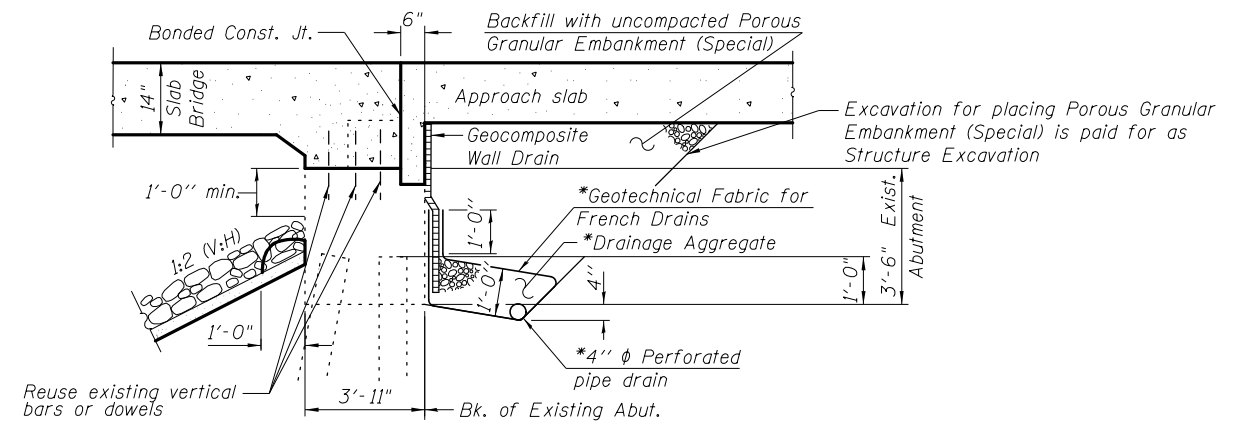 6"
Backfill with uncompacted Porous
Granular Embankment (Special)
Bonded Const. Jt.
14"
Slab
Bridge
Approach slab
Excavation for placing Porous Granular
Embankment (Special) is paid for as
Structure Excavation
Geocomposite
Wall Drain
1'-0" min.
*Geotechnical Fabric for
French Drains
1'-0"
*Drainage Aggregate
3'-6" Exist.
Abutment
1:2 (V:H)
1'-0"
4"
1'-0"
1'-0"
*4" ϕ Perforated
pipe drain
Reuse existing vertical
bars or dowels
3'-11"
Bk. of Existing Abut.